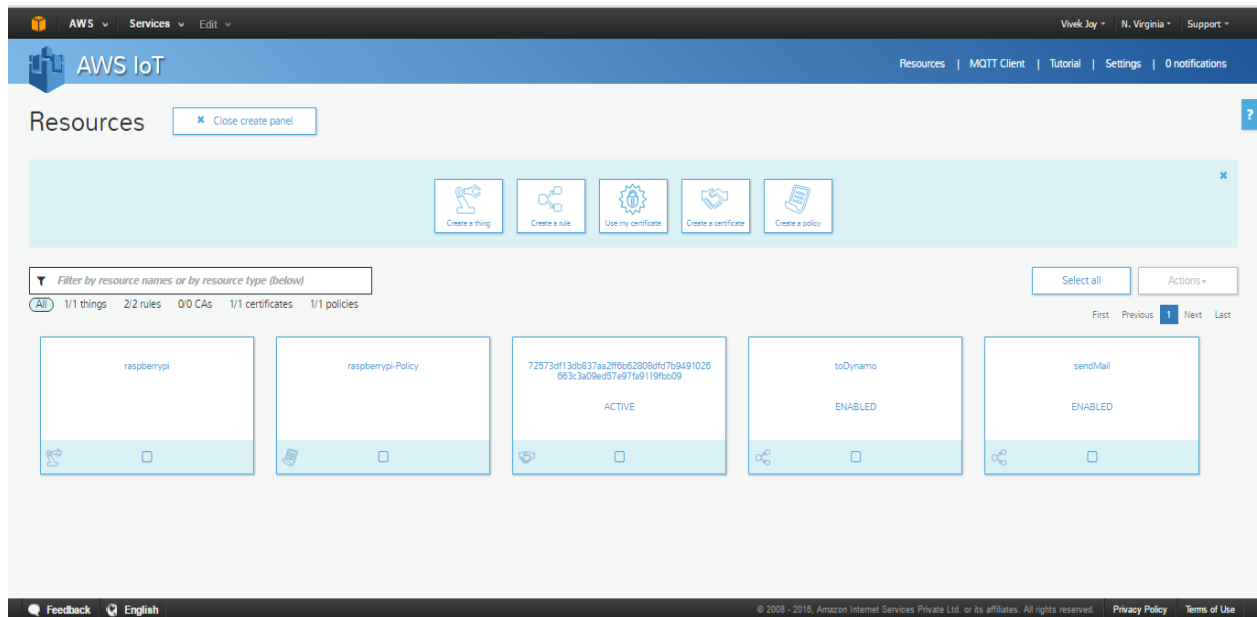 AWS Services Edit Vivek Joy N. Virginia Support
AWS IoT Resources | MQTT Client | Tutorial | Settings | 0 notifications
Resources ✖ Close create panel ?
✖
Create a thing Create a rule Use my certificate Create a certificate Create a policy
Filter by resource names or by resource type (below) Select all Actions
All 1/1 things 2/2 rules 0/0 CAs 1/1 certificates 1/1 policies
First Previous 1 Next Last
raspberrypi raspberrypi-Policy 72573df13db837aa2ff6b62808dfd7b9491026 toDynamo sendMail
663c3a09ed57e97fa9119fbb09
ACTIVE ENABLED ENABLED
Feedback English © 2008 - 2016, Amazon Internet Services Private Ltd. or its affiliates. All rights reserved. Privacy Policy Terms of Use